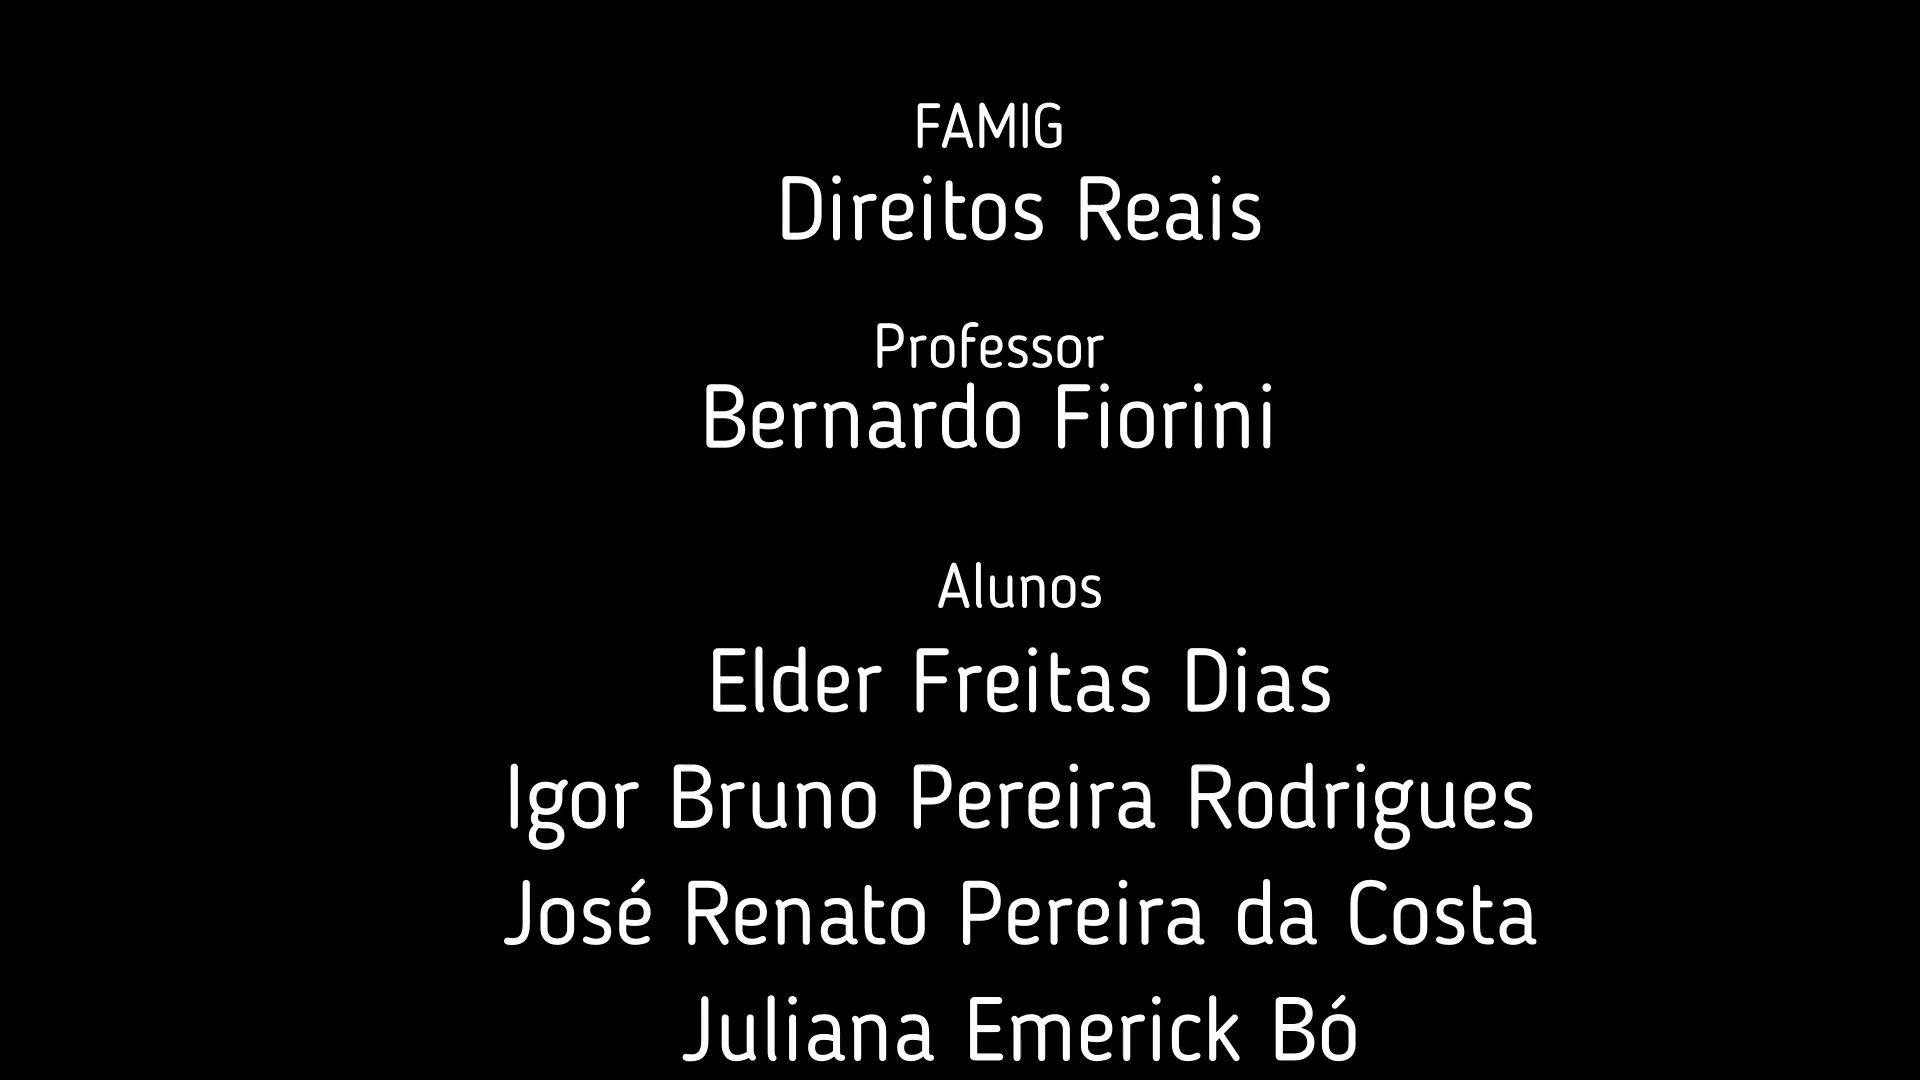 FAMIG
Direitos Reais
Professor
Bernardo Fiorini
Alunos
Elder Freitas Dias
Igor Bruno Pereira Rodrigues
José Renato Pereira da Costa
Juliana Emerick Bó